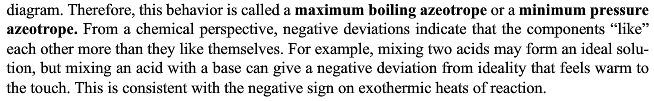 diagram. Therefore, this behavior is called a maximum boiling azeotrope or a minimum pressure
azeotrope. From a chemical perspective, negative deviations indicate that the components “like”
each other more than they like themselves. For example, mixing two acids may form an ideal solu-
tion, but mixing an acid with a base can give a negative deviation from ideality that feels warm to
the touch. This is consistent with the negative sign on exothermic heats of reaction.